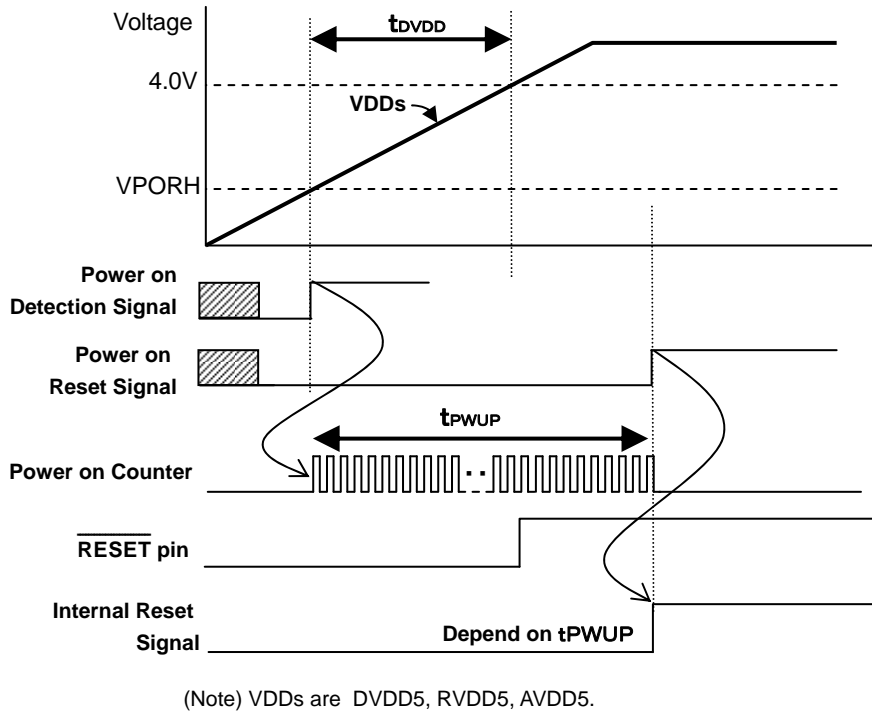 Voltage
tDVDD
4.0V
VDDs
VPORH
Power on
Detection Signal
Power on
Reset Signal
tPWUP
Power on Counter
RESET pin
Internal Reset
Signal
Depend on tPWUP
(Note) VDDs are DVDD5, RVDD5, AVDD5.